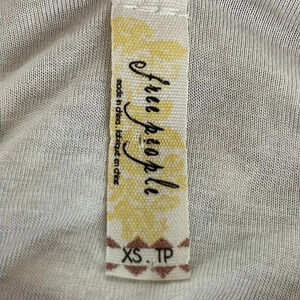 free people
made in china . fabriqué en chine
XS . TP